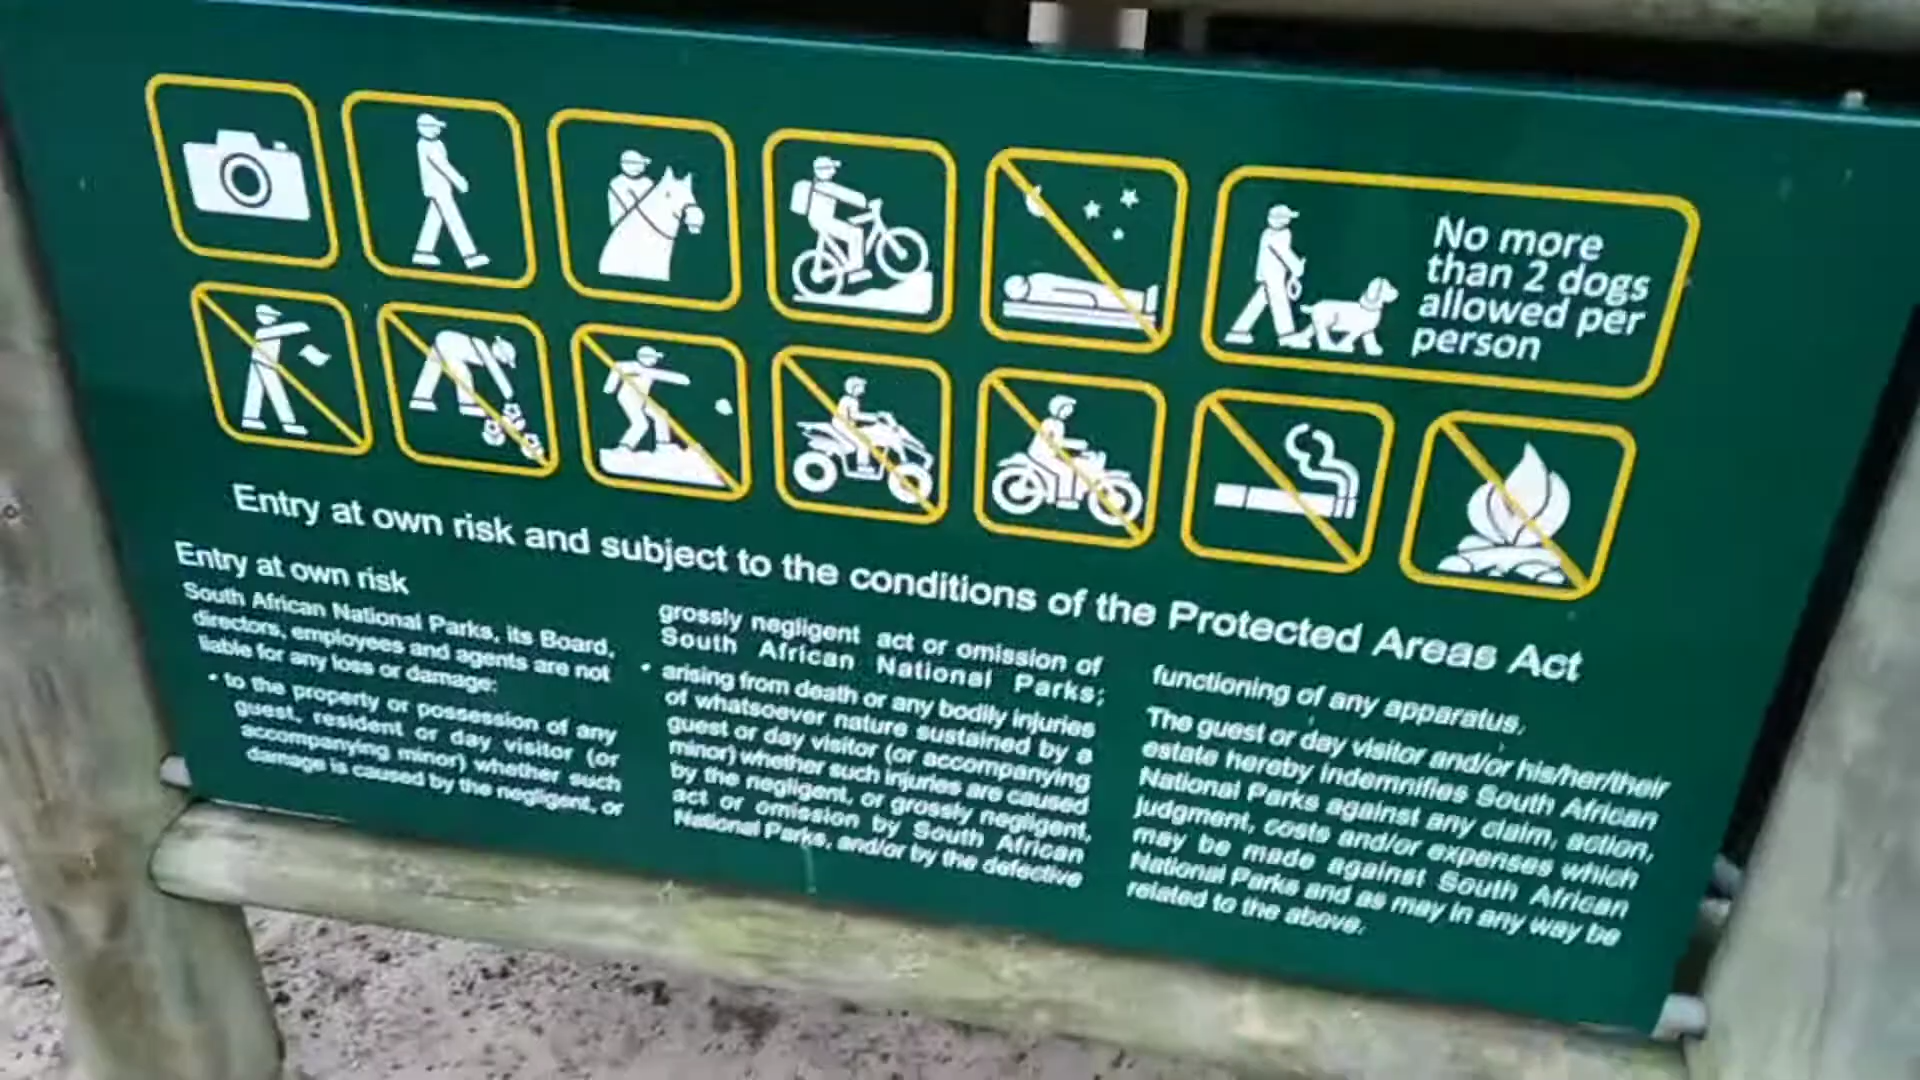 No more
than 2 dogs
allowed per
person
Entry at own risk and subject to the conditions of the Protected Areas Act
Entry at own risk
South African National Parks, its Board,
directors, employees and agents are not
liable for any loss or damage:
• to the property or possession of any
guest, resident or day visitor (or
accompanying minor) whether such
damage is caused by the negligent, or
grossly negligent act or omission of
South African National Parks;
• arising from death or any bodily injuries
of whatsoever nature sustained by a
guest or day visitor (or accompanying
minor) whether such injuries are caused
by the negligent, or grossly negligent,
act or omission by South African
National Parks, and/or by the defective
functioning of any apparatus.
The guest or day visitor and/or his/her/their
estate hereby indemnifies South African
National Parks against any claim, action,
judgment, costs and/or expenses which
may be made against South African
National Parks and as may in any way be
related to the above.